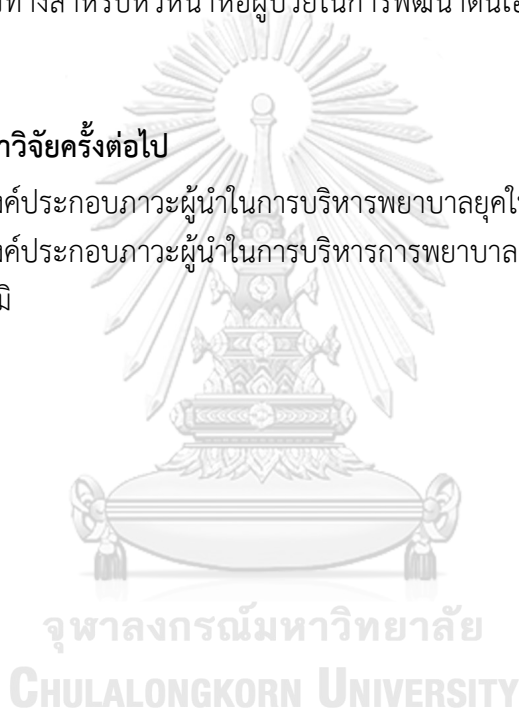 งทางสำหรับหัวหน้าหอผู้ป่วยในการพัฒนาตนเอ
าวิจัยครั้งต่อไป
งค์ประกอบภาวะผู้นำในการบริหารพยาบาลยุคให
งค์ประกอบภาวะผู้นำในการบริหารการพยาบาล
มิ
จุฬาลงกรณ์มหาวิทยาลัย
CHULALONGKORN UNIVERSITY